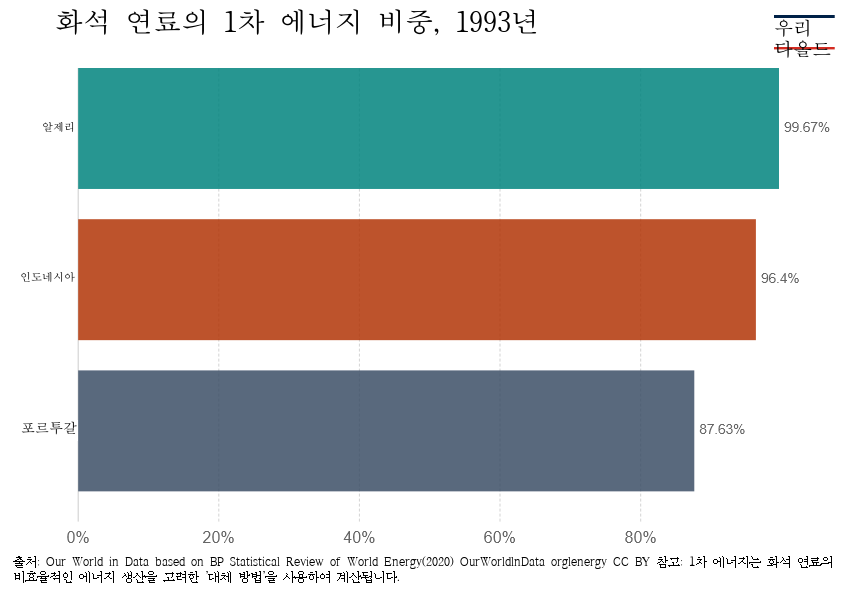 화석 연료의 1차 에너지 비중, 1993년
우리
다올드
알제리
99.67%
인도네시아
96.4%
포르투갈
87.63%
0%
20%
40%
60%
80%
출처: Our World in Data based on BP Statistical Review of World Energy(2020) OurWorldInData orglenergy CC BY 참고: 1차 에너지는 화석 연료의
비효율적인 에너지 생산을 고려한 '대체 방법'을 사용하여 계산됩니다.